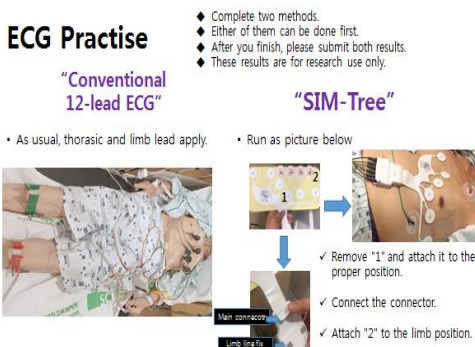 ECG Practise
◆ Complete two methods.
◆ Either of them can be done first.
◆ After you finish, please submit both results.
◆ These results are for research use only.
“Conventional
12-lead ECG”
• As usual, thorasic and limb lead apply.
“SIM-Tree”
• Run as picture below
1
2
✓ Remove "1" and attach it to the
proper position.
✓ Connect the connector.
✓ Attach "2" to the limb position.
Main connecotr
Limb line fix